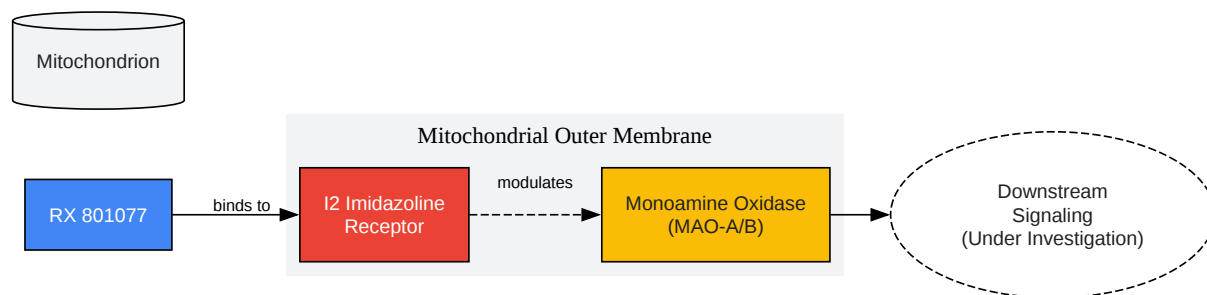 Mitochondrion
Mitochondrial Outer Membrane
RX 801077
binds to
I2 Imidazoline
Receptor
modulates
Monoamine Oxidase
(MAO-A/B)
Downstream
Signaling
(Under Investigation)